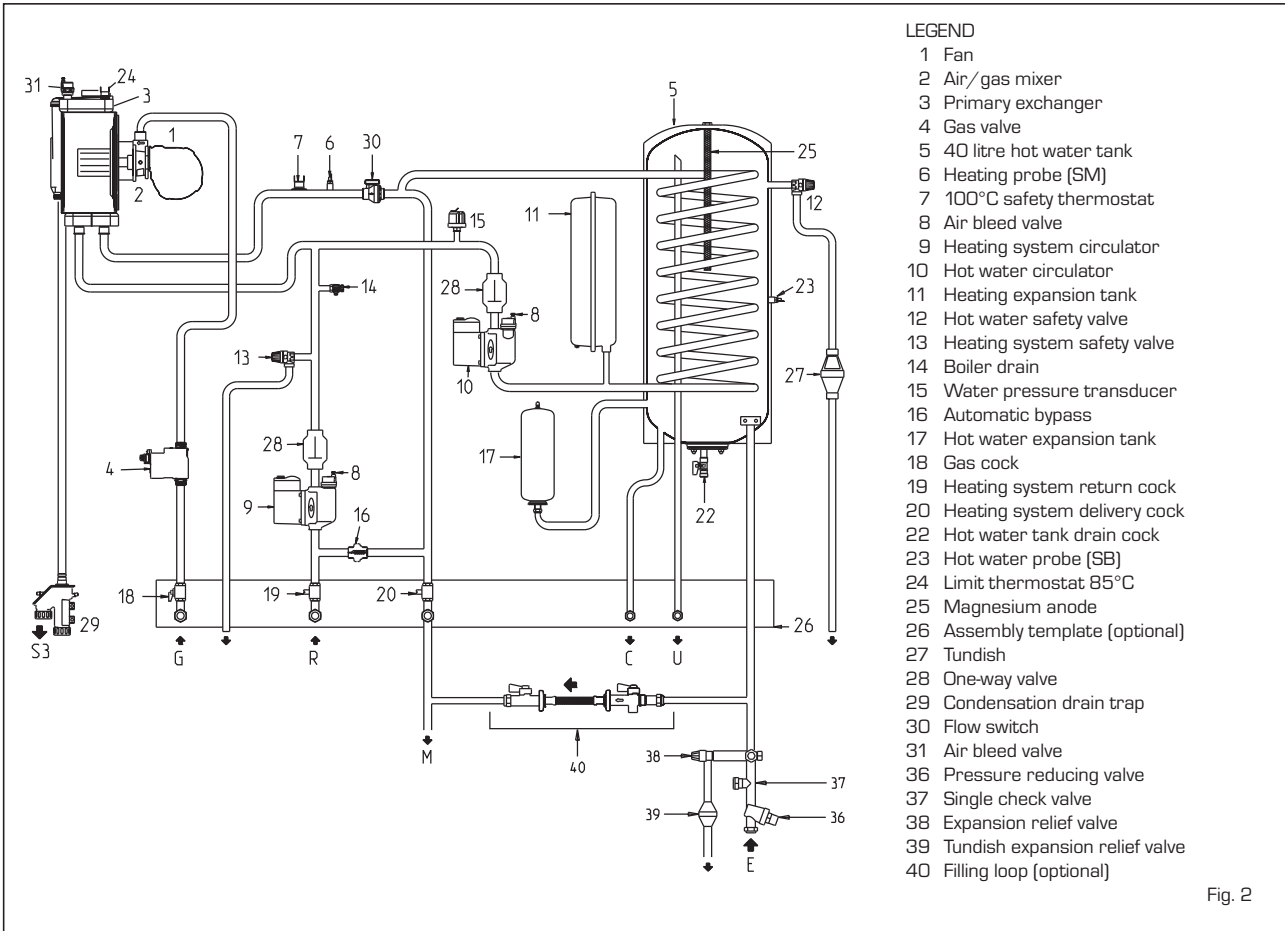 31
24
3
1
2
7
6
30
5
25
12
11
15
28
14
8
13
10
23
27
28
17
4
8
9
16
22
18
19
20
29
26
S3
G
R
C
U
M
40
38
37
39
36
E
LEGEND
1 Fan
2 Air/gas mixer
3 Primary exchanger
4 Gas valve
5 40 litre hot water tank
6 Heating probe (SM)
7 100°C safety thermostat
8 Air bleed valve
9 Heating system circulator
10 Hot water circulator
11 Heating expansion tank
12 Hot water safety valve
13 Heating system safety valve
14 Boiler drain
15 Water pressure transducer
16 Automatic bypass
17 Hot water expansion tank
18 Gas cock
19 Heating system return cock
20 Heating system delivery cock
22 Hot water tank drain cock
23 Hot water probe (SB)
24 Limit thermostat 85°C
25 Magnesium anode
26 Assembly template (optional)
27 Tundish
28 One-way valve
29 Condensation drain trap
30 Flow switch
31 Air bleed valve
36 Pressure reducing valve
37 Single check valve
38 Expansion relief valve
39 Tundish expansion relief valve
40 Filling loop (optional)
Fig. 2